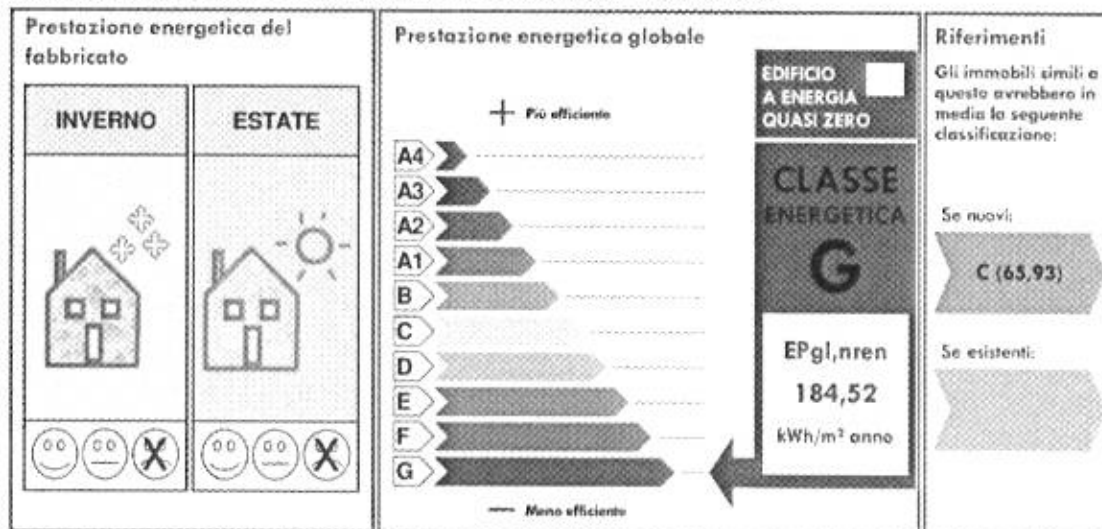 Prestazione energetica del
fabbricato
INVERNO
ESTATE
Prestazione energetica globale
Più efficiente
A4
A3
A2
A1
B
C
D
E
F
G
Meno efficiente
EDIFICIO
A ENERGIA
QUASI ZERO
CLASSE
ENERGETICA
G
EPgl,nren
184,52
kWh/m² anno
Riferimenti
Gli immobili simili a
questo avrebbero in
media la seguente
classificazione:
Se nuovi:
C (65,93)
Se esistenti: